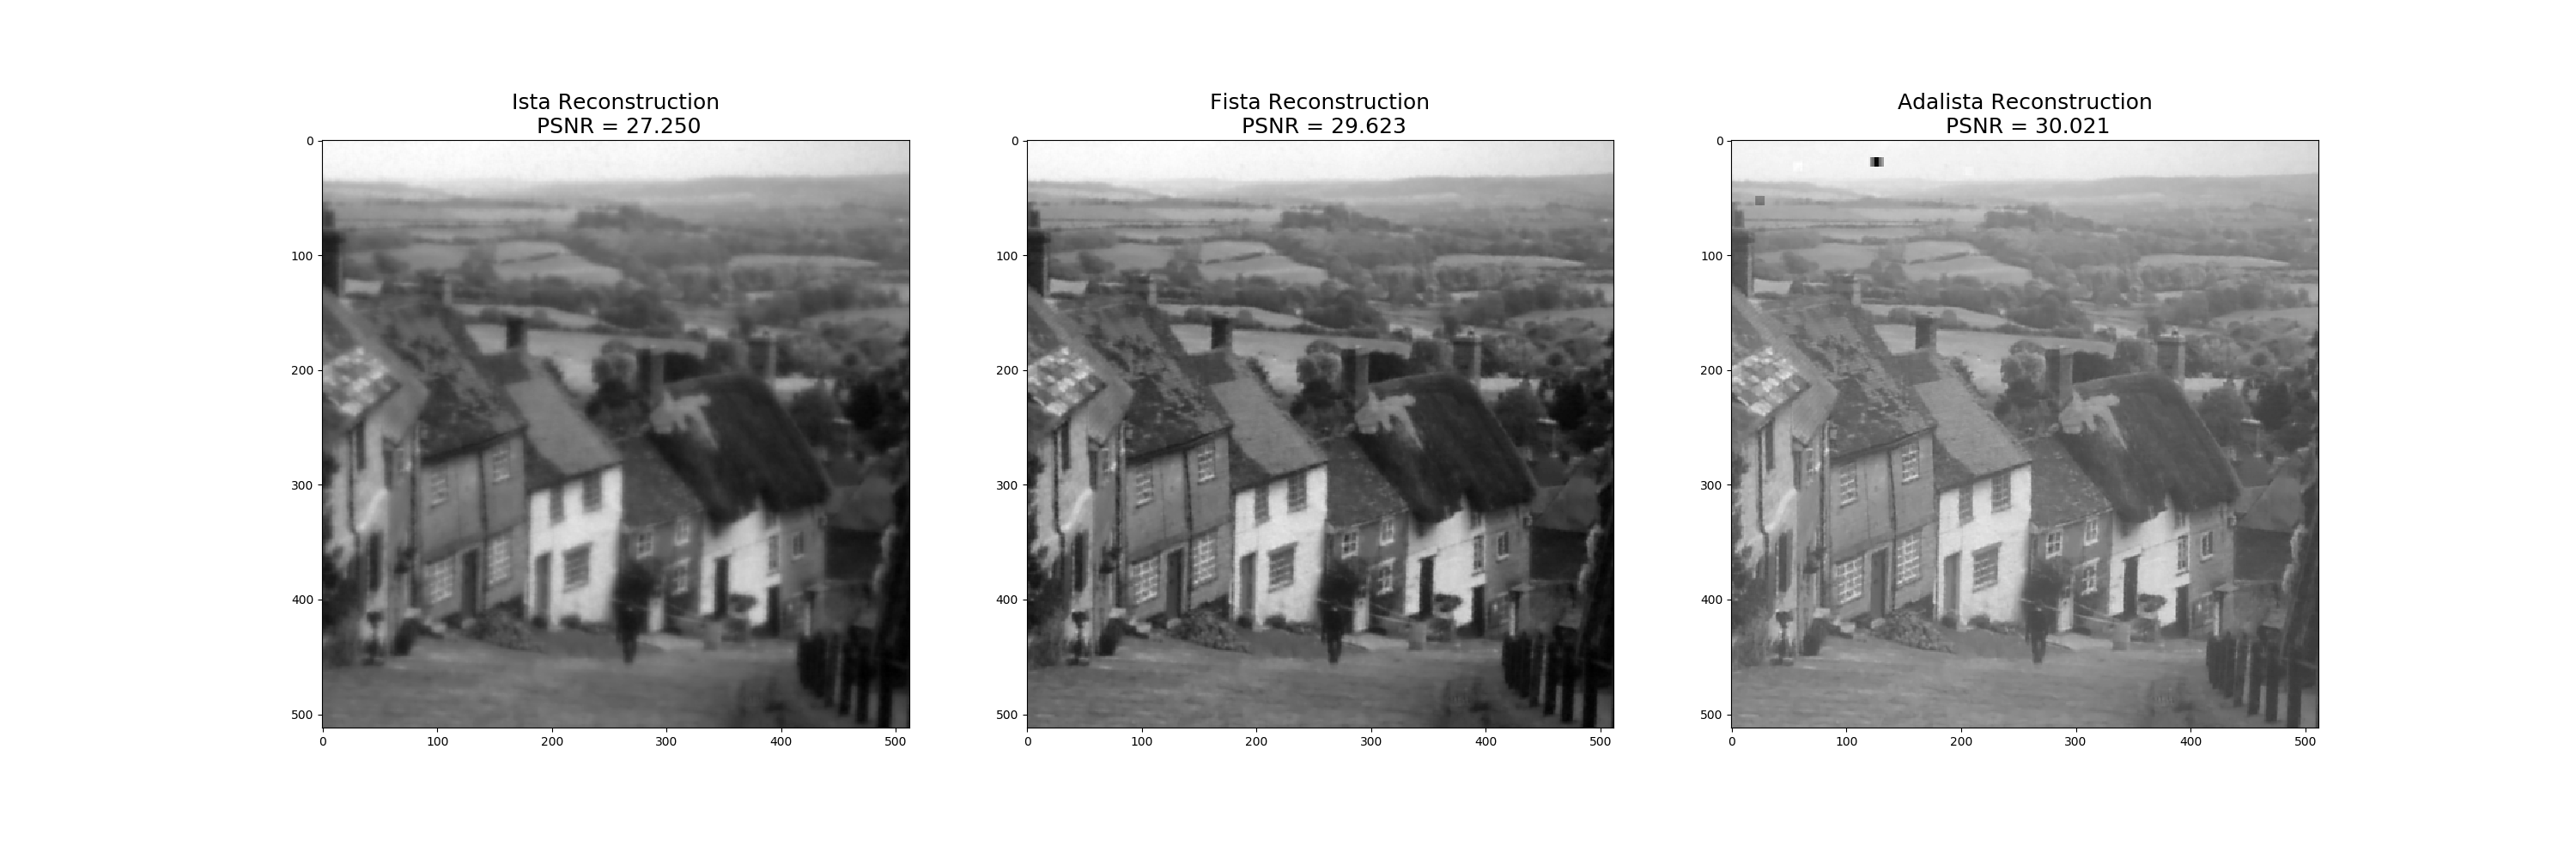 Ista Reconstruction
PSNR = 27.250
0
100
200
300
400
500
0 100 200 300 400 500
Fista Reconstruction
PSNR = 29.623
0
100
200
300
400
500
0 100 200 300 400 500
Adalista Reconstruction
PSNR = 30.021
0
100
200
300
400
500
0 100 200 300 400 500